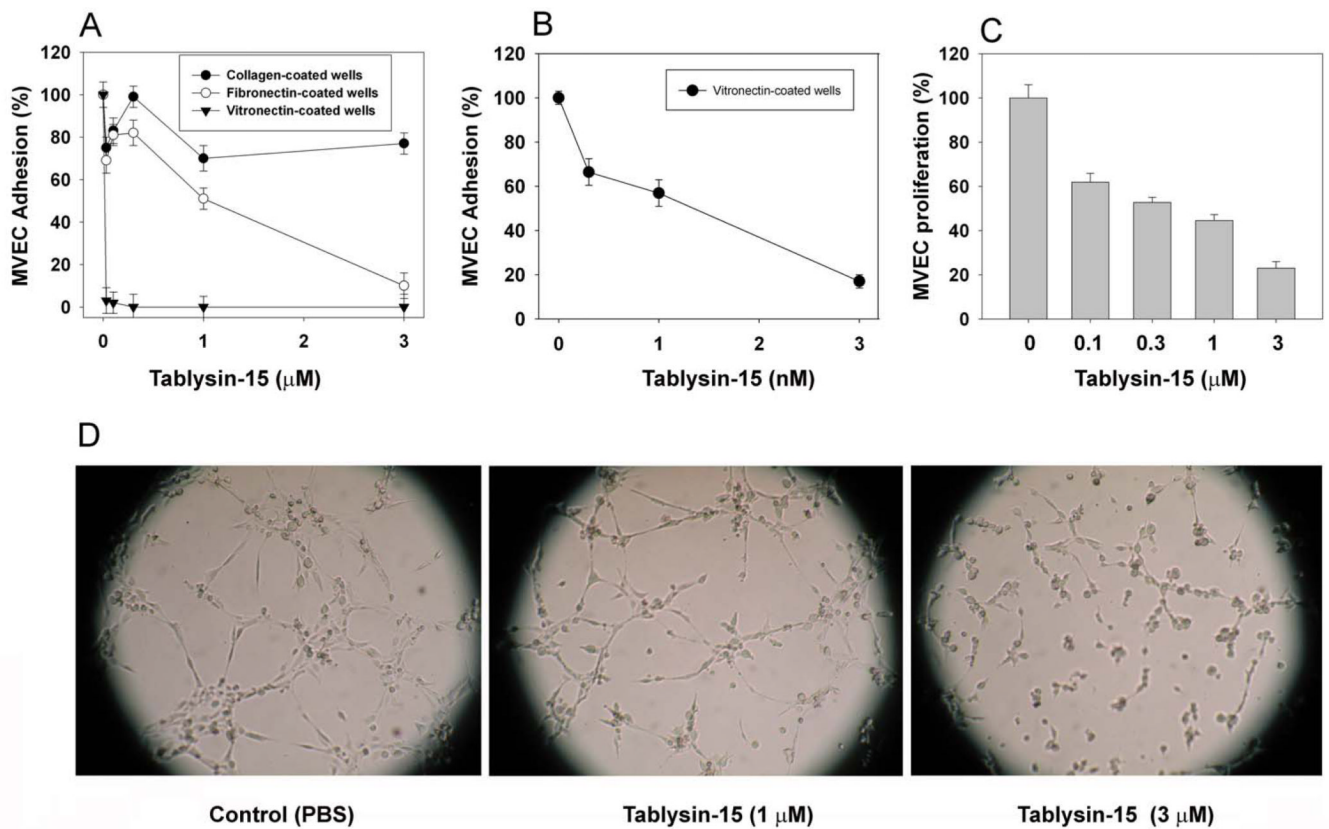 A
MVEC Adhesion (%)
120
100
80
60
40
20
0
0 1 2 3
Tablysin-15 (μM)
Collagen-coated wells
Fibronectin-coated wells
Vitronectin-coated wells
B
MVEC Adhesion (%)
120
100
80
60
40
20
0
0 1 2 3
Tablysin-15 (nM)
Vitronectin-coated wells
C
MVEC proliferation (%)
120
100
80
60
40
20
0
0 0.1 0.3 1 3
Tablysin-15 (μM)
D
Control (PBS)
Tablysin-15 (1 μM)
Tablysin-15 (3 μM)